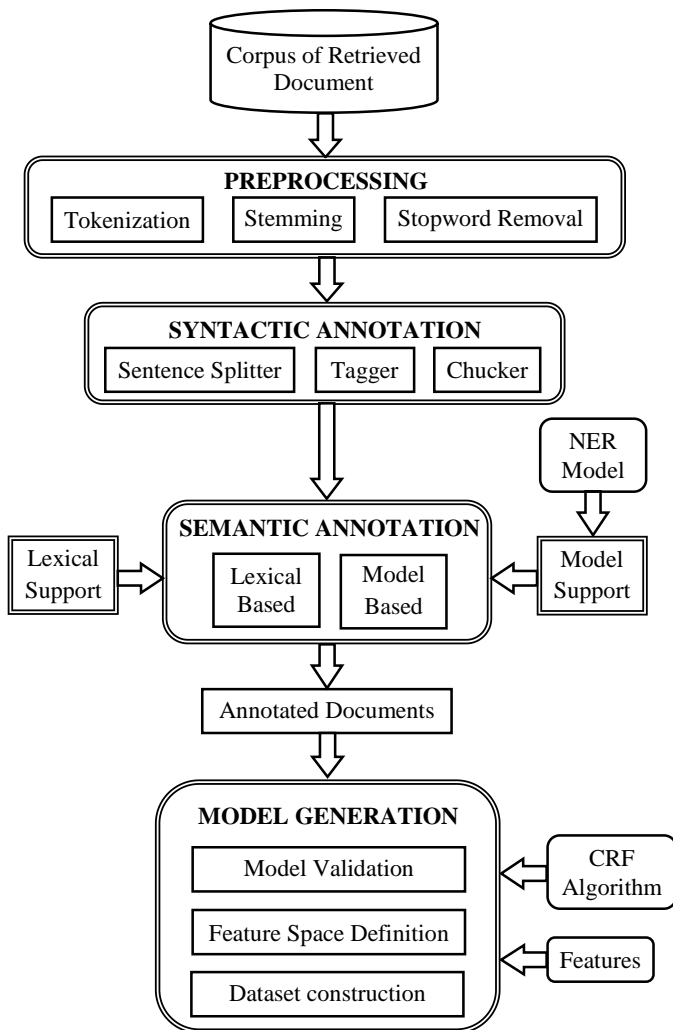 Corpus of Retrieved
Document
PREPROCESSING
Tokenization
Stemming
Stopword Removal
SYNTACTIC ANNOTATION
Sentence Splitter
Tagger
Chucker
NER
Model
SEMANTIC ANNOTATION
Lexical
Support
Lexical
Based
Model
Based
Model
Support
Annotated Documents
MODEL GENERATION
Model Validation
CRF
Algorithm
Feature Space Definition
Features
Dataset construction